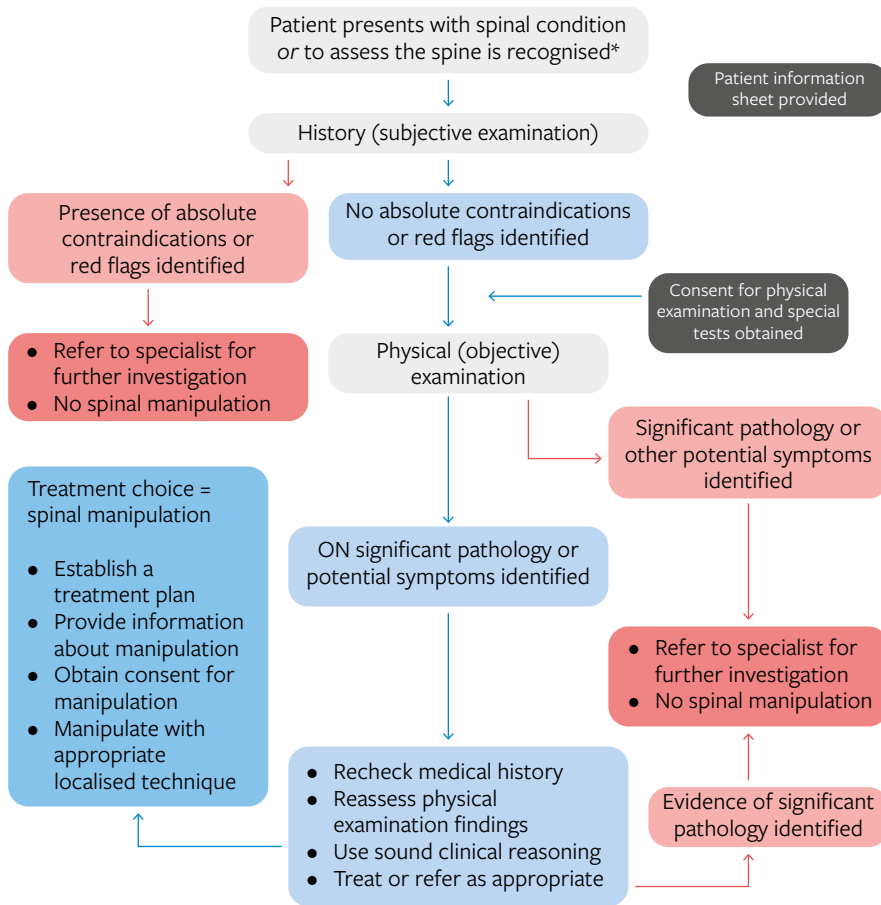 Patient presents with spinal condition
or to assess the spine is recognised*
Patient information
sheet provided
History (subjective examination)
Presence of absolute
contraindications or
red flags identified
No absolute contraindications
or red flags identified
Consent for physical
examination and special
tests obtained
● Refer to specialist for
further investigation
● No spinal manipulation
Physical (objective)
examination
Significant pathology or
other potential symptoms
identified
Treatment choice =
spinal manipulation
● Establish a
treatment plan
● Provide information
about manipulation
● Obtain consent for
manipulation
● Manipulate with
appropriate
localised technique
ON significant pathology or
potential symptoms identified
● Refer to specialist for
further investigation
● No spinal manipulation
● Recheck medical history
● Reassess physical
examination findings
● Use sound clinical reasoning
● Treat or refer as appropriate
Evidence of significant
pathology identified